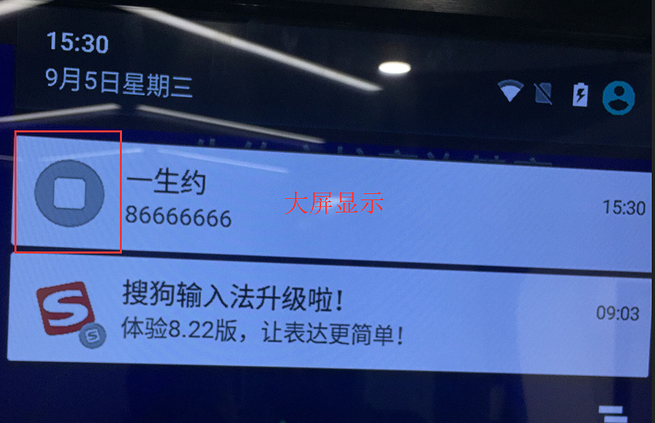 15:30
9月5日星期三
一生约
86666666
大屏显示
15:30
搜狗输入法升级啦！
体验8.22版，让表达更简单！
09:03